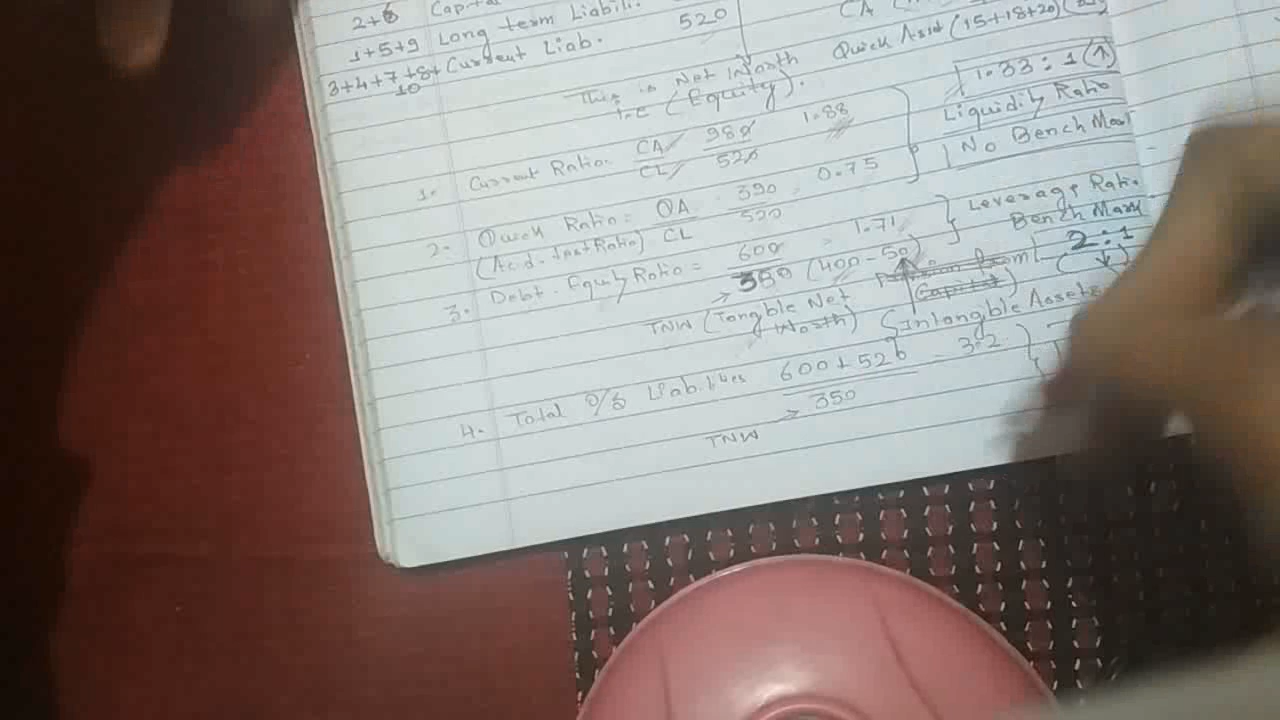 2+6 Capital
1+5+9 Long term Liabili.
3+4+7+8+ Current Liab. 520
10
CA
Quick Asset (15+18+20)
This is Net Worth
i.e (Equity).
1. Current Ratio = CA/CL 980/520 1.88
1.33:1 (↑)
Liquidity Ratio
No Bench Mark
2. Quick Ratio = QA/CL 390/520 0.75
(Acid-test Ratio)
3. Debt-Equity Ratio = 600/350 (400-50) = 1.71
Leverage Ratio
Bench Mark
2:1
(↓)
TNW (Tangible Net Worth)
(Intangible Assets
4. Total O/S Liabilities 600+520/350 = 3.2
TNW